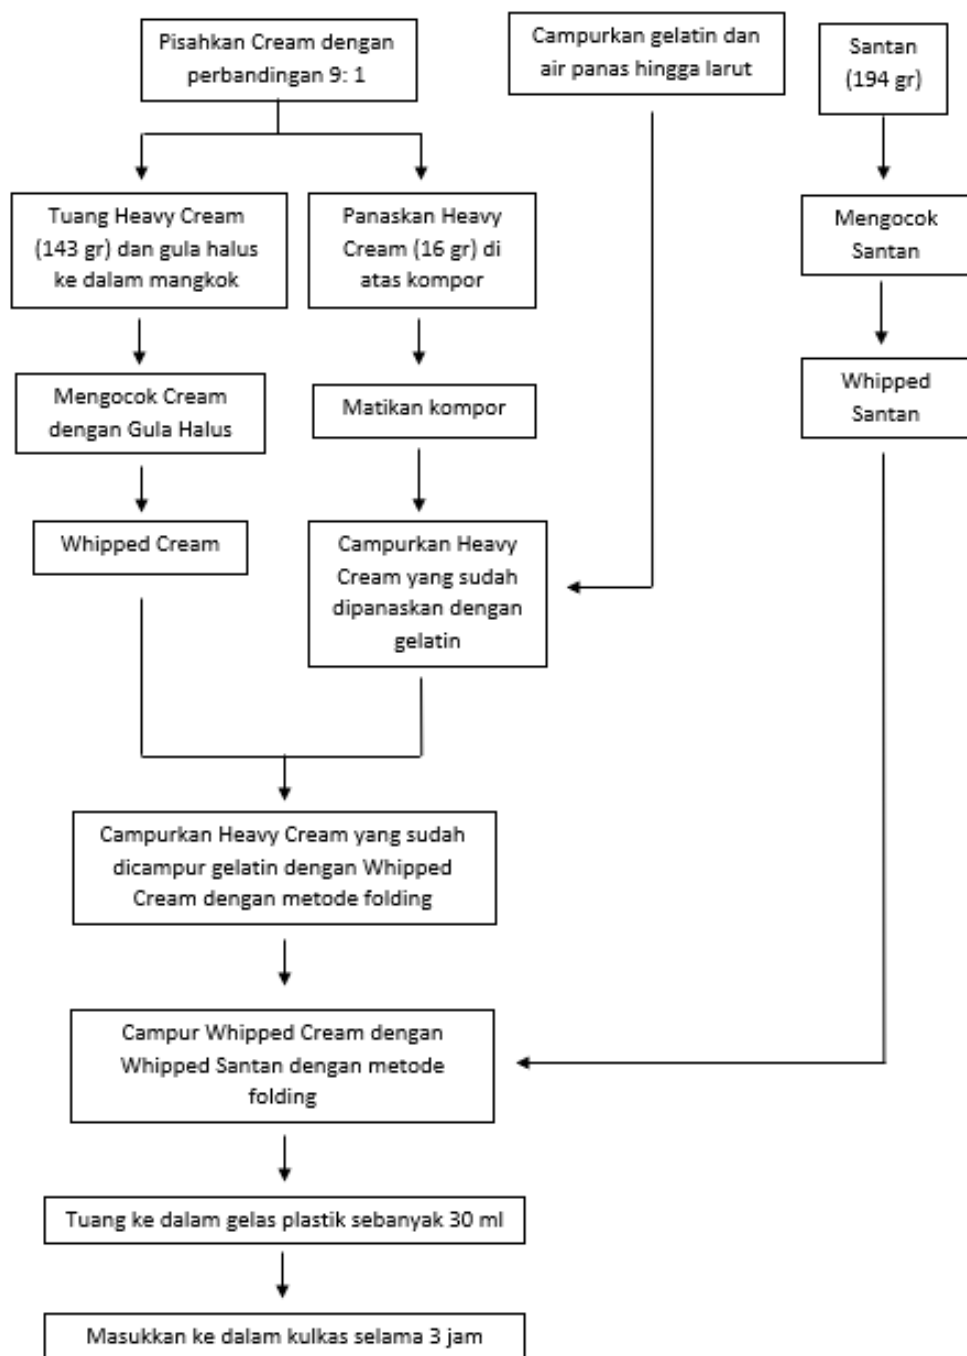 Pisahkan Cream dengan
perbandingan 9: 1
Campurkan gelatin dan
air panas hingga larut
Santan
(194 gr)
Tuang Heavy Cream
(143 gr) dan gula halus
ke dalam mangkok
Panaskan Heavy
Cream (16 gr) di
atas kompor
Mengocok
Santan
Mengocok Cream
dengan Gula Halus
Matikan kompor
Whipped
Santan
Whipped Cream
Campurkan Heavy
Cream yang sudah
dipanaskan dengan
gelatin
Campurkan Heavy Cream yang sudah
dicampur gelatin dengan Whipped
Cream dengan metode folding
Campur Whipped Cream dengan
Whipped Santan dengan metode
folding
Tuang ke dalam gelas plastik sebanyak 30 ml
Masukkan ke dalam kulkas selama 3 jam